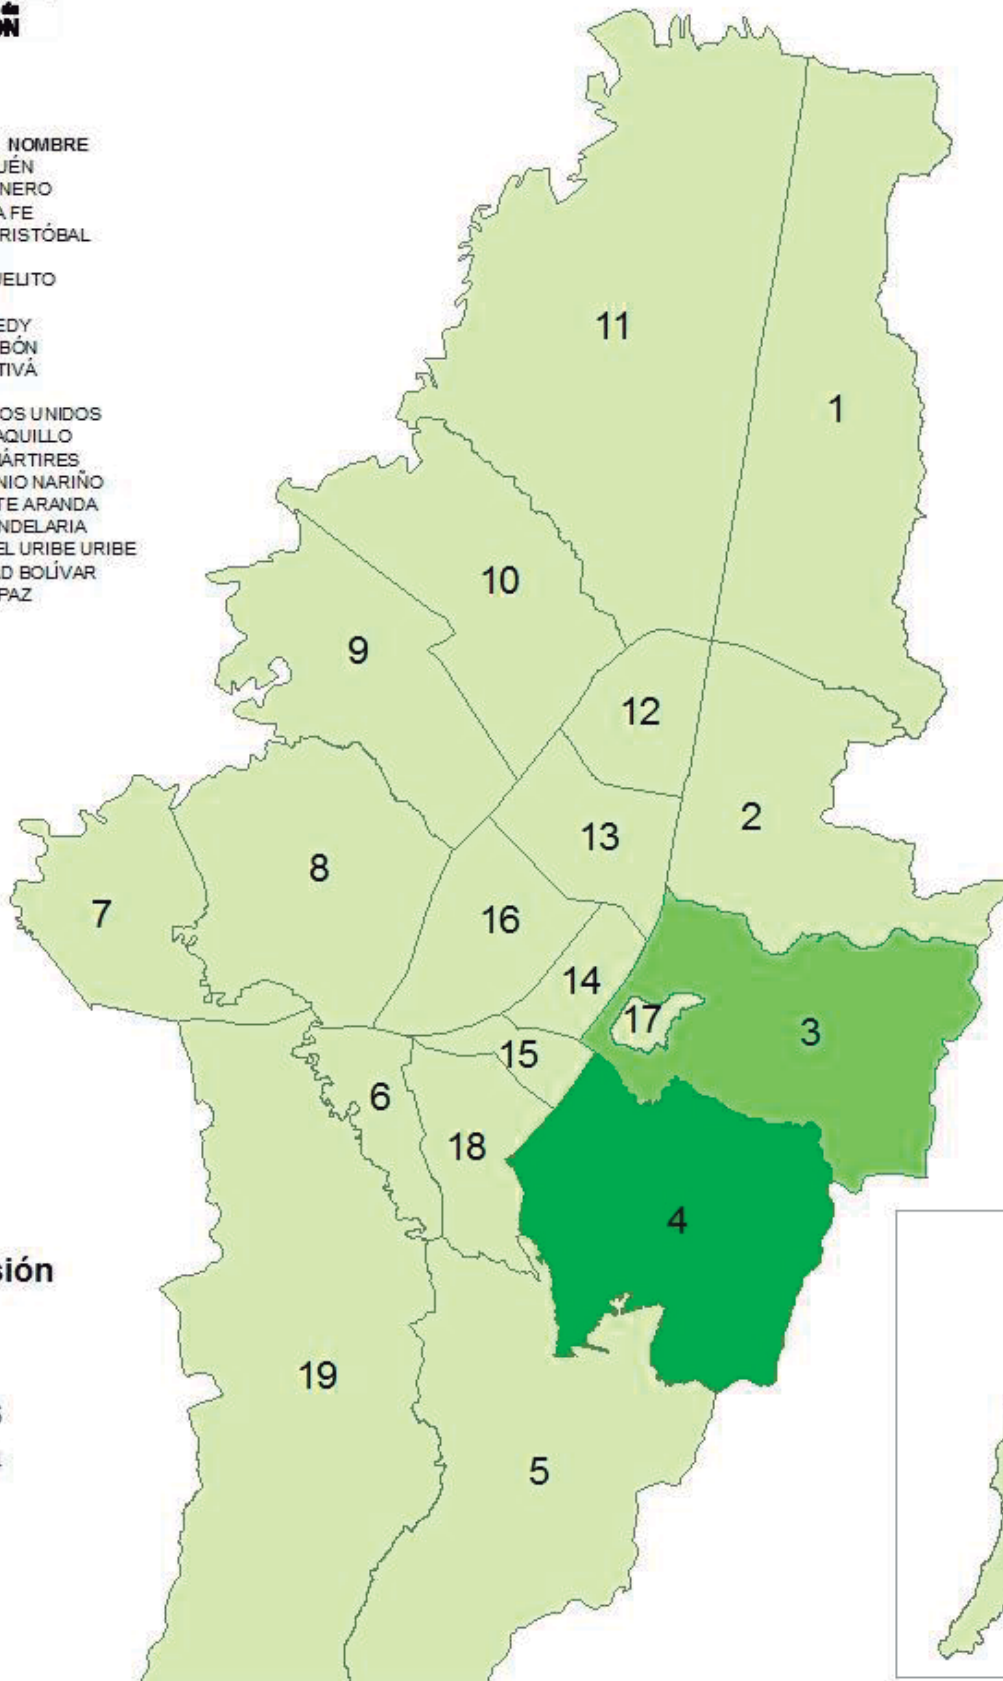 ÓN
NOMBRE
UÉN
NERO
A FE
RISTÓBAL
UELITO
EDY
BÓN
TIVÁ
OS UNIDOS
AQUILLO
MÁRTIRES
NIO NARIÑO
TE ARANDA
NDELARIA
EL URIBE URIBE
AD BOLÍVAR
PAZ
11
1
10
9
12
2
13
8
7
16
14
17
3
15
6
18
4
sión
19
5